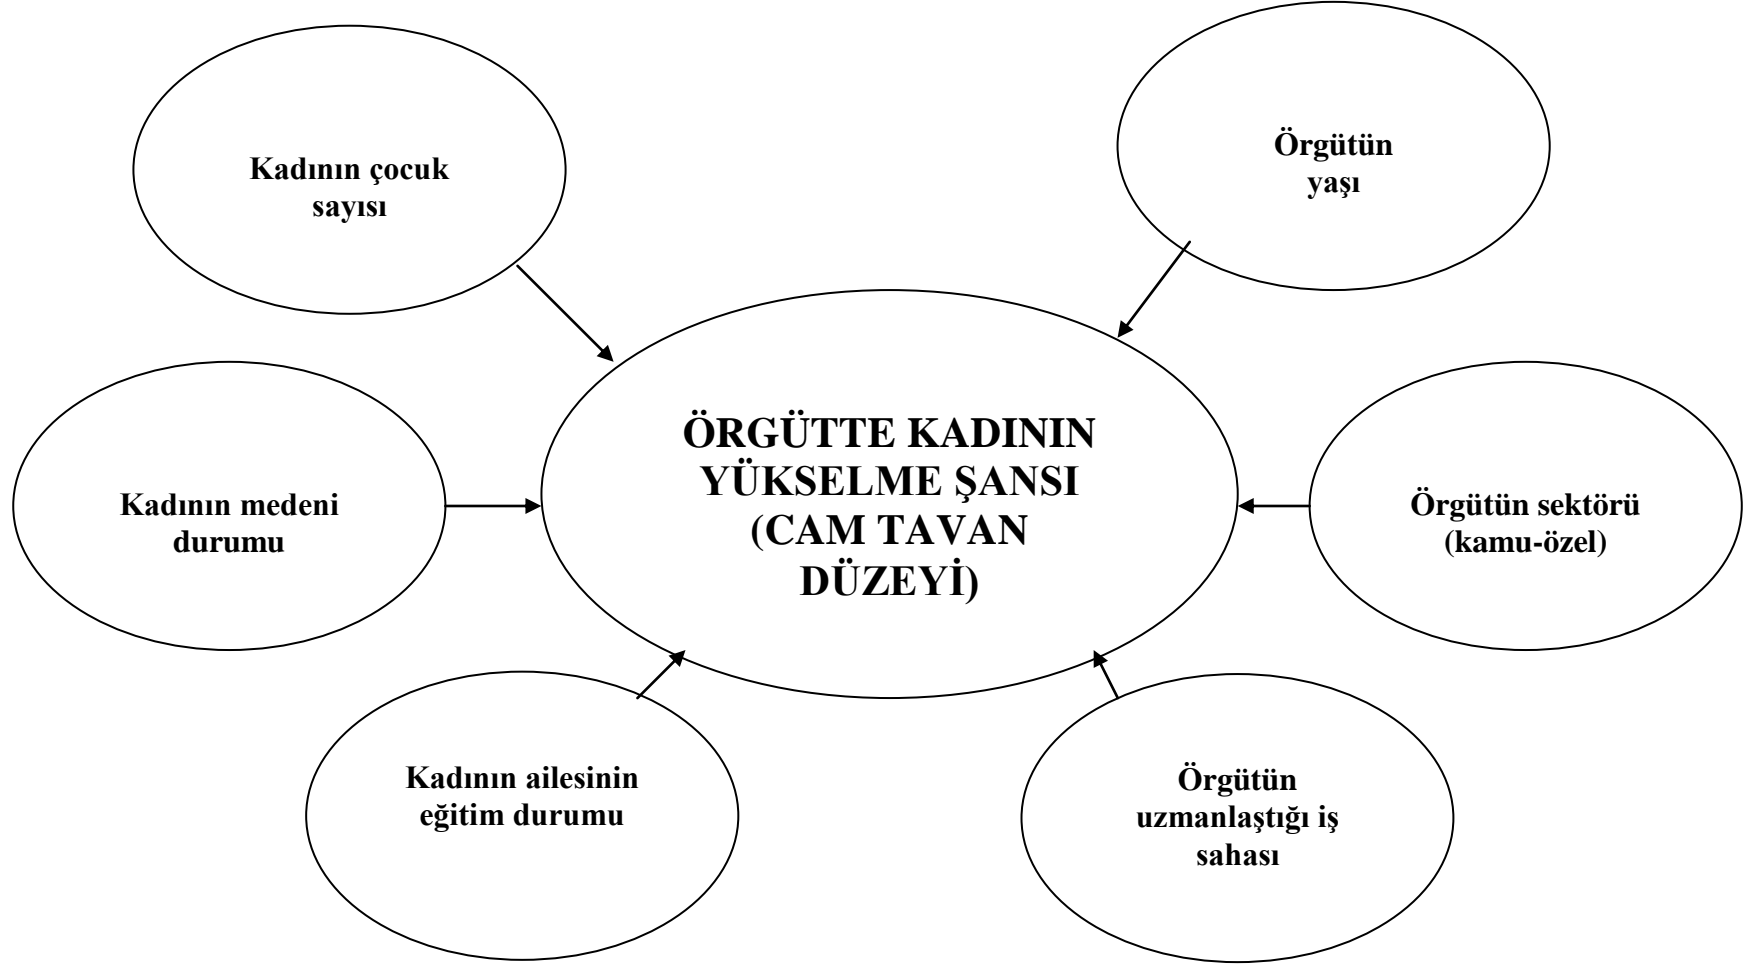 Kadının çocuk
sayısı
Örgütün
yaşı
ÖRGÜTTE KADININ
YÜKSELME ŞANSI
(CAM TAVAN
DÜZEYİ)
Kadının medeni
durumu
Örgütün sektörü
(kamu-özel)
Kadının ailesinin
eğitim durumu
Örgütün
uzmanlaştığı iş
sahası